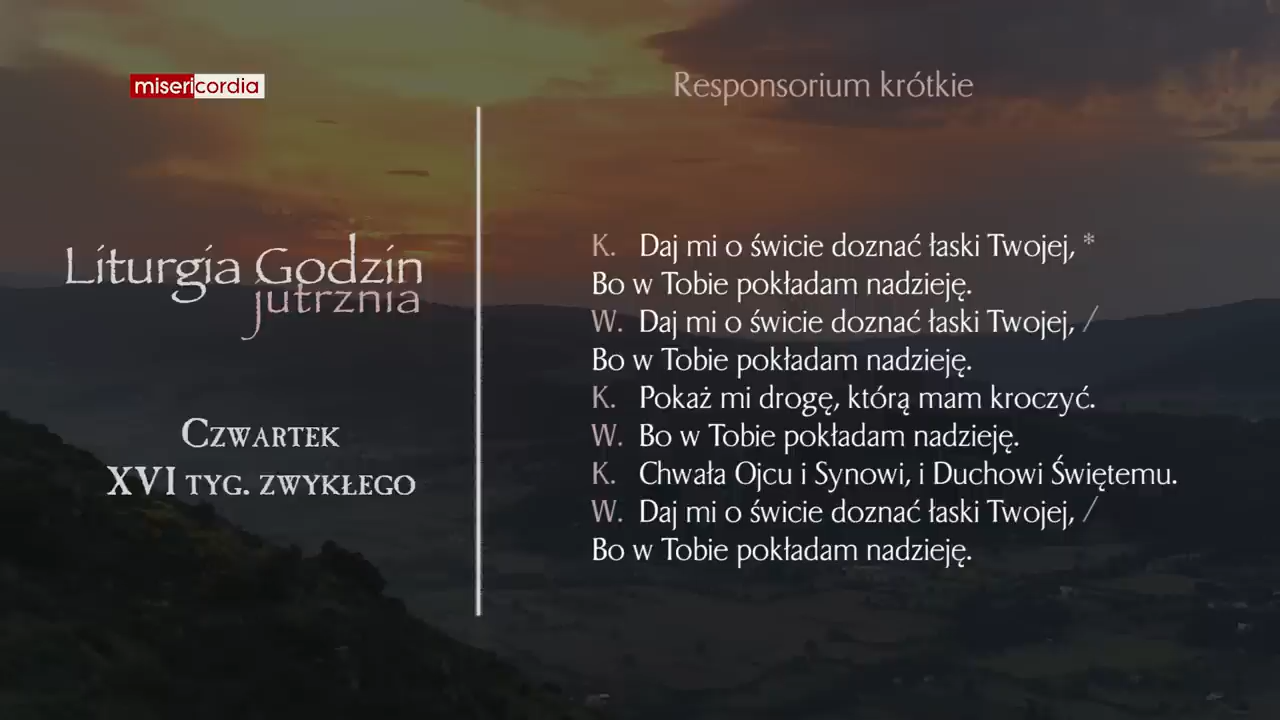 misericordia
Liturgia Godzin
jutrznia
Czwartek
XVI tyg. zwykłego
Responsorium krótkie
K. Daj mi o świcie doznać łaski Twojej, *
Bo w Tobie pokładam nadzieję.
W. Daj mi o świcie doznać łaski Twojej, /
Bo w Tobie pokładam nadzieję.
K. Pokaż mi drogę, którą mam kroczyć.
W. Bo w Tobie pokładam nadzieję.
K. Chwała Ojcu i Synowi, i Duchowi Świętemu.
W. Daj mi o świcie doznać łaski Twojej, /
Bo w Tobie pokładam nadzieję.